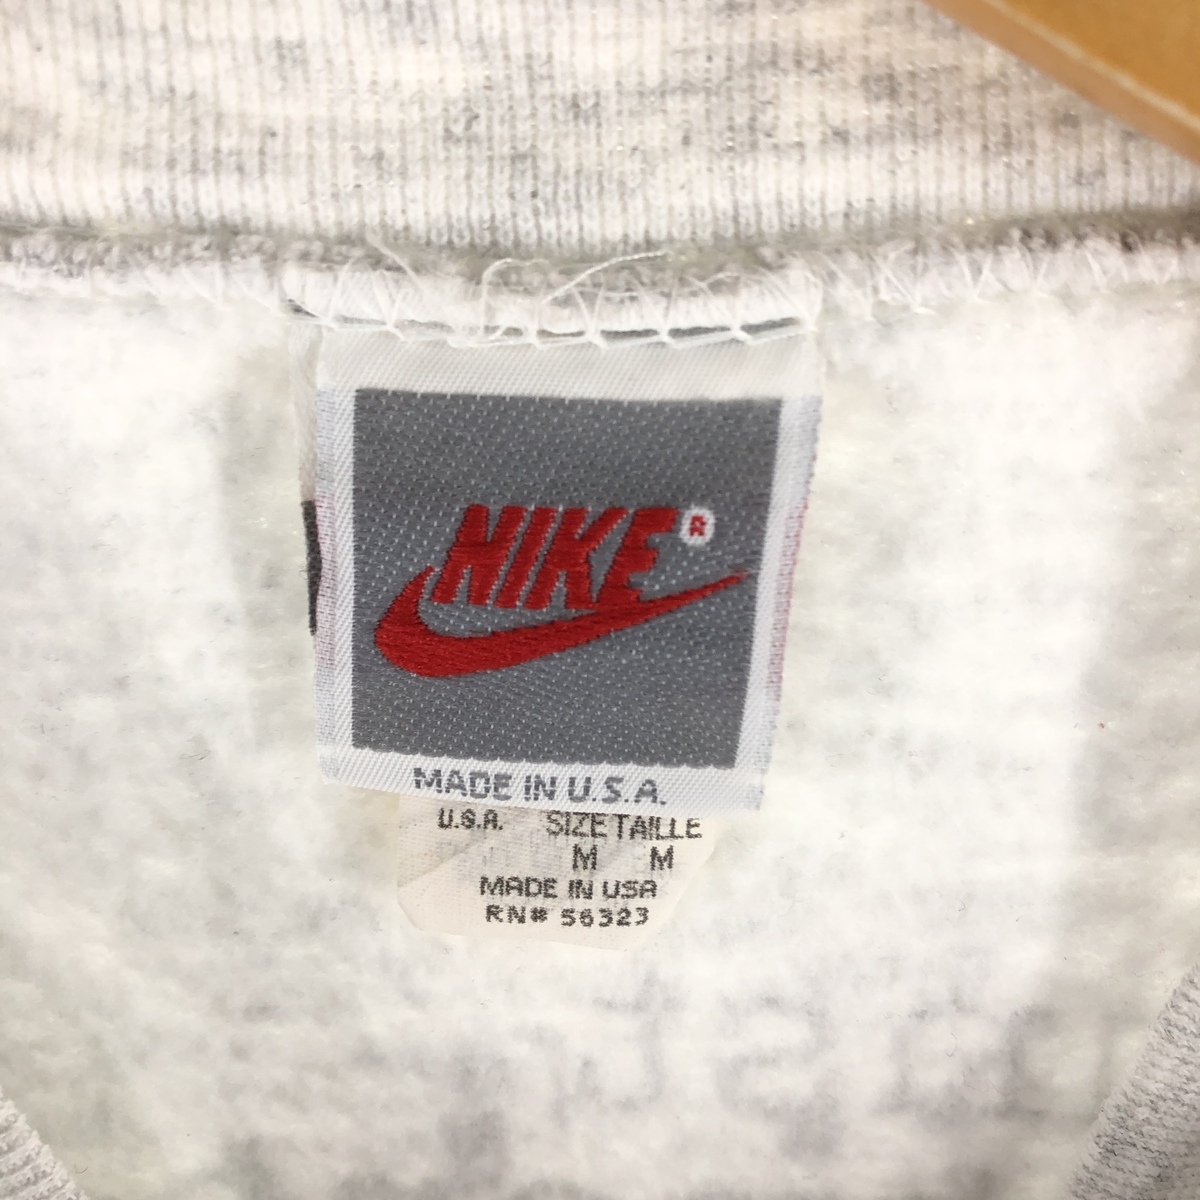 NIKE®
MADE IN U.S.A.
U.S.A. SIZE TAILLE
M M
MADE IN USA
RN# 56323